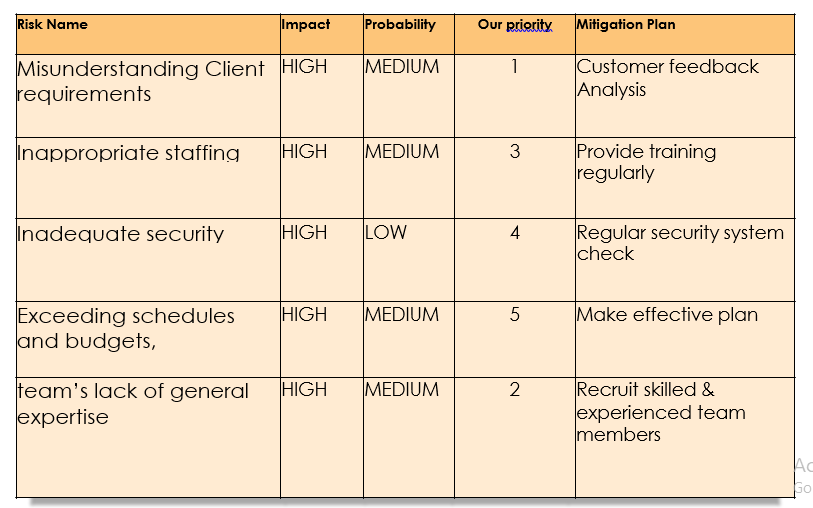 Risk Name Impact Probability Our priority Mitigation Plan
Misunderstanding Client requirements HIGH MEDIUM 1 Customer feedback Analysis
Inappropriate staffing HIGH MEDIUM 3 Provide training regularly
Inadequate security HIGH LOW 4 Regular security system check
Exceeding schedules and budgets, HIGH MEDIUM 5 Make effective plan
team’s lack of general expertise HIGH MEDIUM 2 Recruit skilled & experienced team members